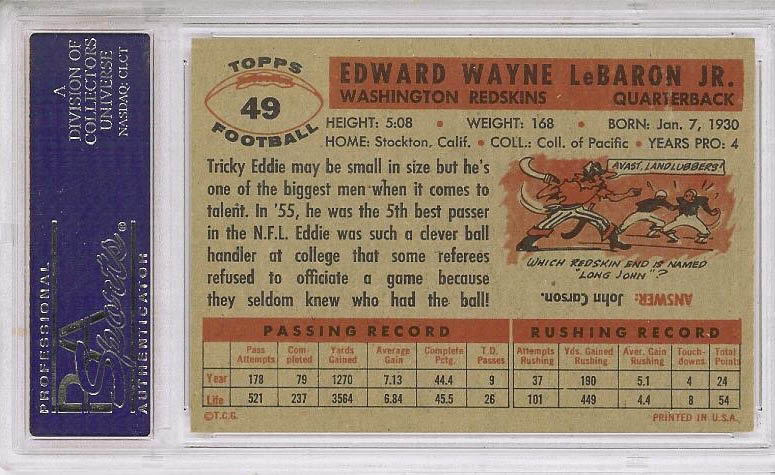 A
DIVISION OF
COLLECTORS
UNIVERSE
NASDAQ: CLCT
PROFESSIONAL
PSA
Sports®
AUTHENTICATOR
TOPPS
49
FOOTBALL
EDWARD WAYNE LeBARON JR.
WASHINGTON REDSKINS QUARTERBACK
HEIGHT: 5:08 • WEIGHT: 168 • BORN: Jan. 7, 1930
HOME: Stockton, Calif. • COLL.: Coll. of Pacific • YEARS PRO: 4
Tricky Eddie may be small in size but he's
one of the biggest men when it comes to
talent. In '55, he was the 5th best passer
in the N.F.L. Eddie was such a clever ball
handler at college that some referees
refused to officiate a game because
they seldom knew who had the ball!
AVAST, LANDLUBBERS!
WHICH REDSKIN END IS NAMED
"LONG JOHN"?
ANSWER: John Carson.
PASSING RECORD RUSHING RECORD
Pass Com- Yards Average Complete T.D. Attempts Yds. Gained Aver. Gain Touch- Total
Attempts pleted Gained Gain Pctg. Passes Rushing Rushing Rushing downs Points
Year 178 79 1270 7.13 44.4 9 37 190 5.1 4 24
Life 521 237 3564 6.84 45.5 26 101 449 4.4 8 54
©T.C.G. PRINTED IN U.S.A.